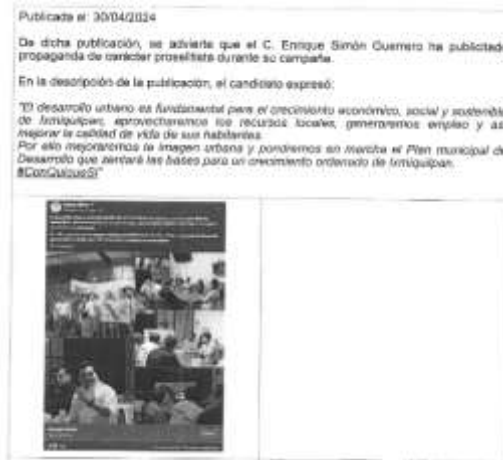 Publicada el: 30/04/2024
De dicha publicación, se advierte que el C. Enrique Simón Guerrero ha publicitado
propaganda de carácter proselitista durante su campaña.
En la descripción de la publicación, el candidato expresó:
"El desarrollo urbano es fundamental para el crecimiento económico, social y sostenible
de Ixmiquilpan, aprovecharemos los recursos locales, generaremos empleo y así
mejorar la calidad de vida de sus habitantes.
Por ello mejoraremos la imagen urbana y pondremos en marcha el Plan municipal de
Desarrollo que sentará las bases para un crecimiento ordenado de Ixmiquilpan.
#ConQuiqueSí"